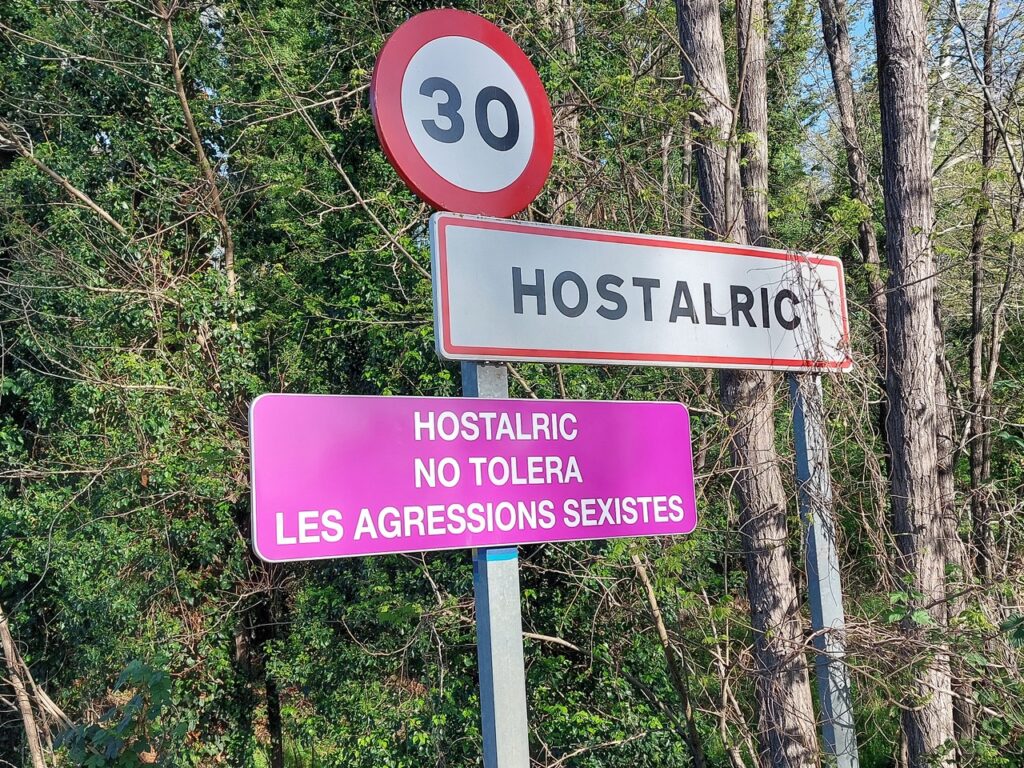 30
HOSTALRIC
HOSTALRIC
NO TOLERA
LES AGRESSIONS SEXISTES